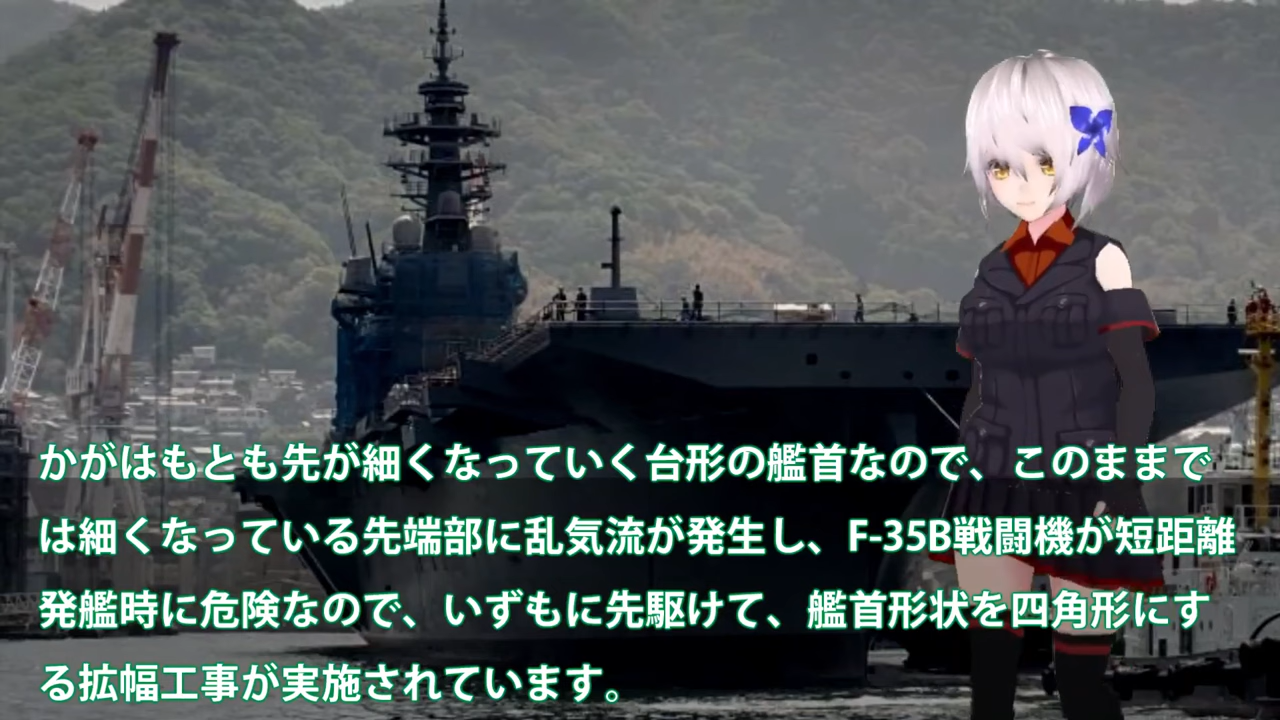 かがはもとも先が細くなっていく台形の艦首なので、このままで
は細くなっている先端部に乱気流が発生し、F-35B戦闘機が短距離
発艦時に危険なので、いずもに先駆けて、艦首形状を四角形にす
る拡幅工事が実施されています。